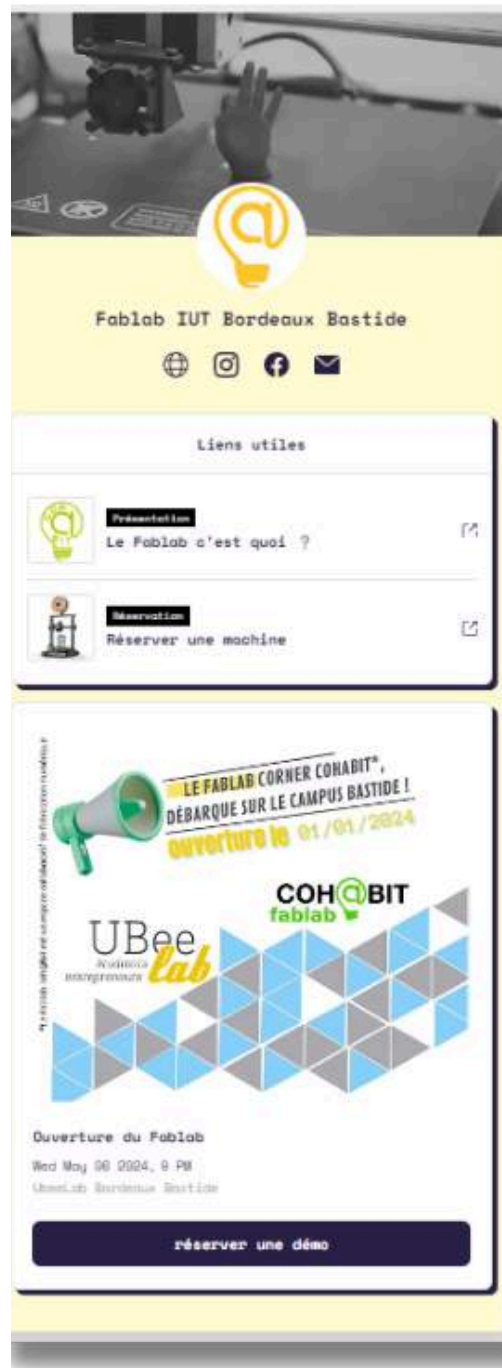 Fablab IUT Bordeaux Bastide
Liens utiles
Présentation
Le Fablab c'est quoi ?
Réservation
Réserver une machine
LE FABLAB CORNER COHABIT*,
DÉBARQUE SUR LE CAMPUS BASTIDE !
ouverture le 01/01/2024
COH@BIT
fablab
UBee
étudiants
entrepreneurs
Lab
Ouverture du Fablab
Wed May 2024, PM
UbeeLab Bordeaux Bastide
réserver une démo